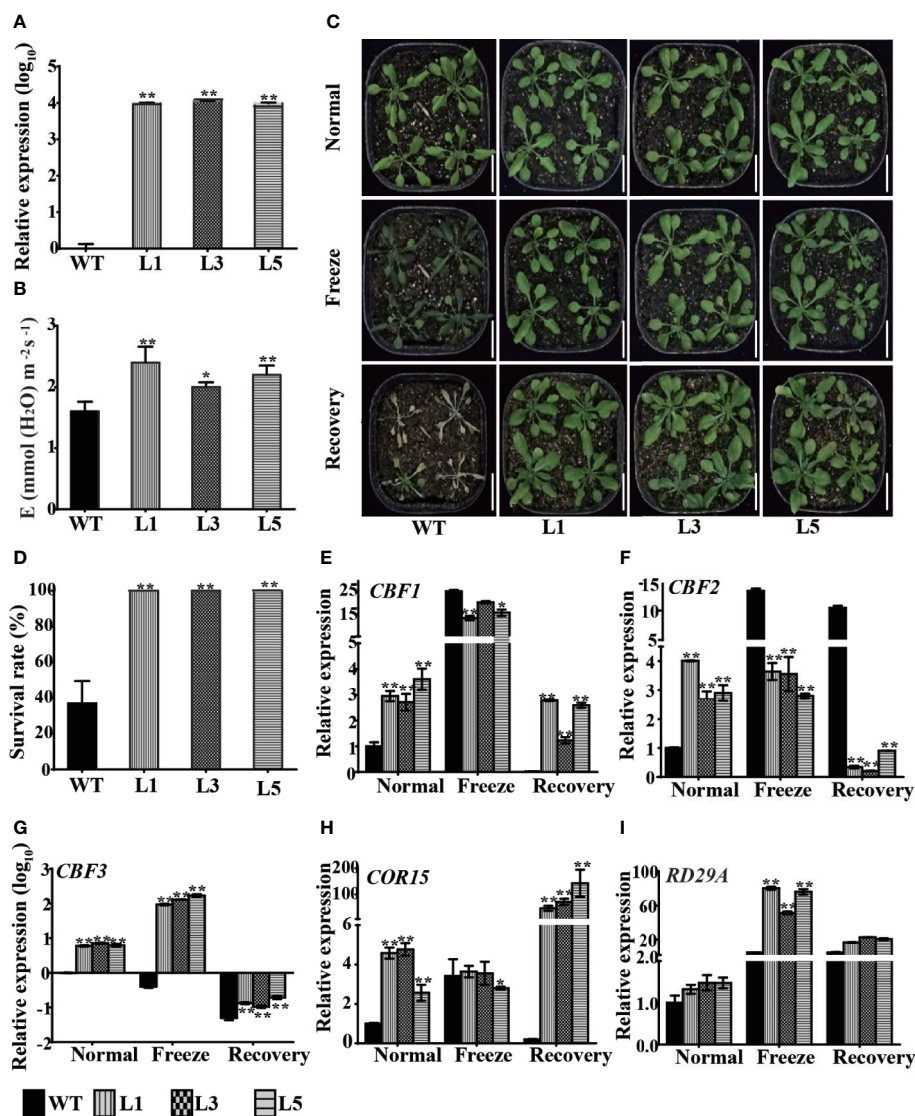 A
Relative expression (log10)
5
4
3
2
1
0
** ** **
WT L1 L3 L5
B
E (mmol (H2O) m -2s -1)
3
2
1
0
** * **
WT L1 L3 L5
C
Normal
Freeze
Recovery
WT L1 L3 L5
D
Survival rate (%)
100
80
60
40
20
0
** ** **
WT L1 L3 L5
E
CBF1
Relative expression
25
15
5
5
4
3
2
1
0
** ** **
** *
** ** **
Normal Freeze Recovery
F
CBF2
Relative expression
15
10
5
4
3
2
1
0
** ** **
** ** **
** ** **
Normal Freeze Recovery
G
CBF3
Relative expression (log10)
2
1
0
-1
-2
** ** **
** ** **
** ** **
Normal Freeze Recovery
H
COR15
Relative expression
200
100
6
4
2
0
** ** **
*
** ** **
Normal Freeze Recovery
I
RD29A
Relative expression
100
80
60
40
20
2.0
1.0
0.0
** ** **
Normal Freeze Recovery
WT L1 L3 L5